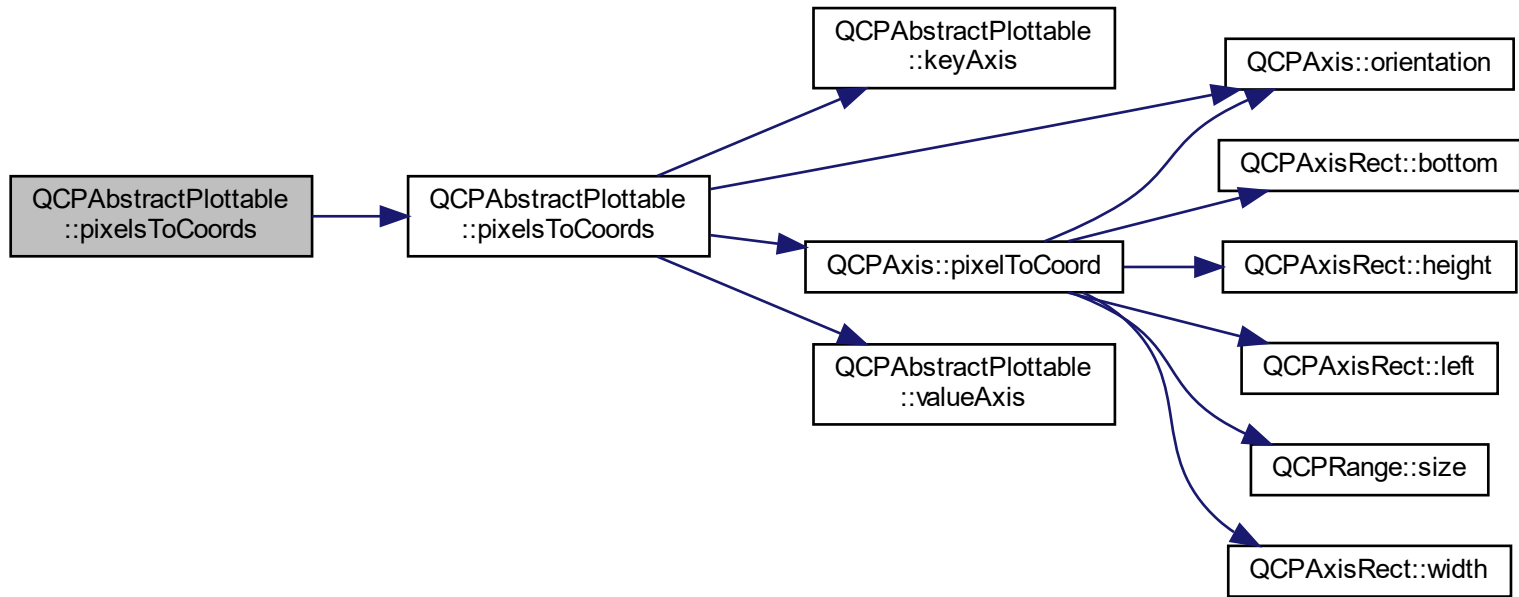 QCPAbstractPlottable
::pixelsToCoords
QCPAbstractPlottable
::pixelsToCoords
QCPAbstractPlottable
::keyAxis
QCPAxis::pixelToCoord
QCPAbstractPlottable
::valueAxis
QCPAxis::orientation
QCPAxisRect::bottom
QCPAxisRect::height
QCPAxisRect::left
QCPRange::size
QCPAxisRect::width